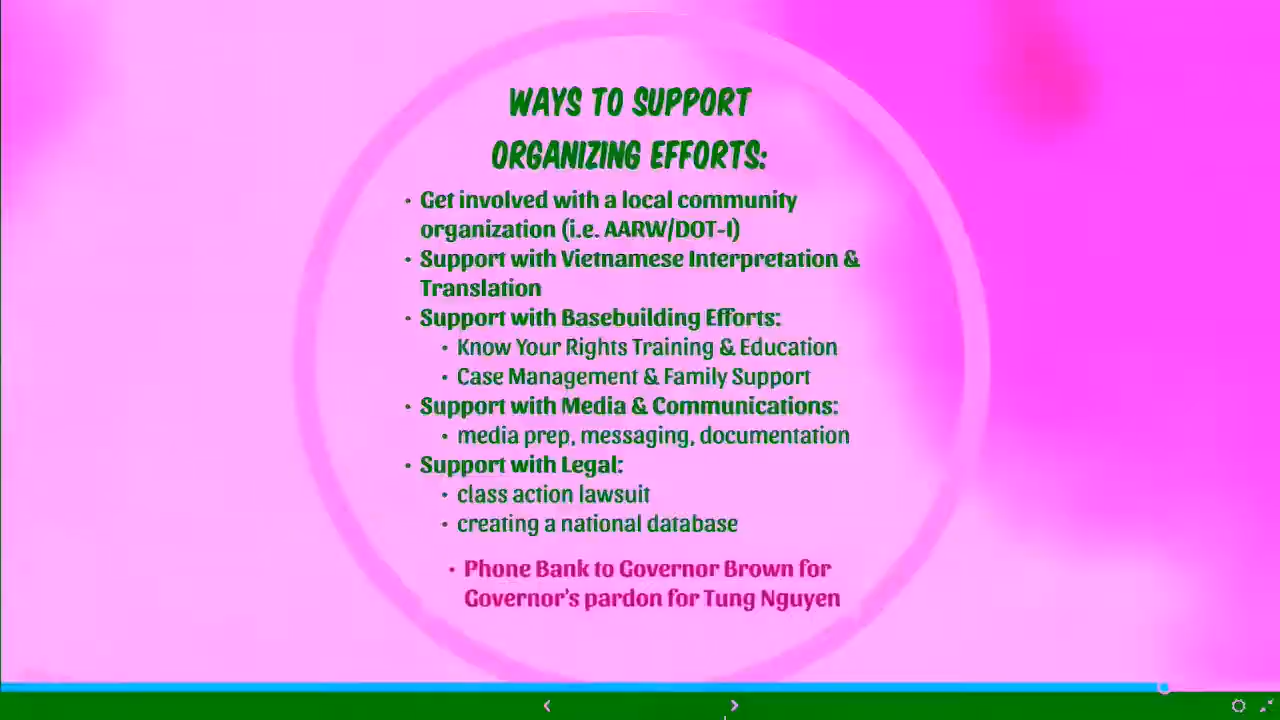 WAYS TO SUPPORT
ORGANIZING EFFORTS:
• Get involved with a local community
organization (i.e. AARW/DOT-I)
• Support with Vietnamese Interpretation &
Translation
• Support with Basebuilding Efforts:
• Know Your Rights Training & Education
• Case Management & Family Support
• Support with Media & Communications:
• media prep, messaging, documentation
• Support with Legal:
• class action lawsuit
• creating a national database
• Phone Bank to Governor Brown for
Governor's pardon for Tung Nguyen